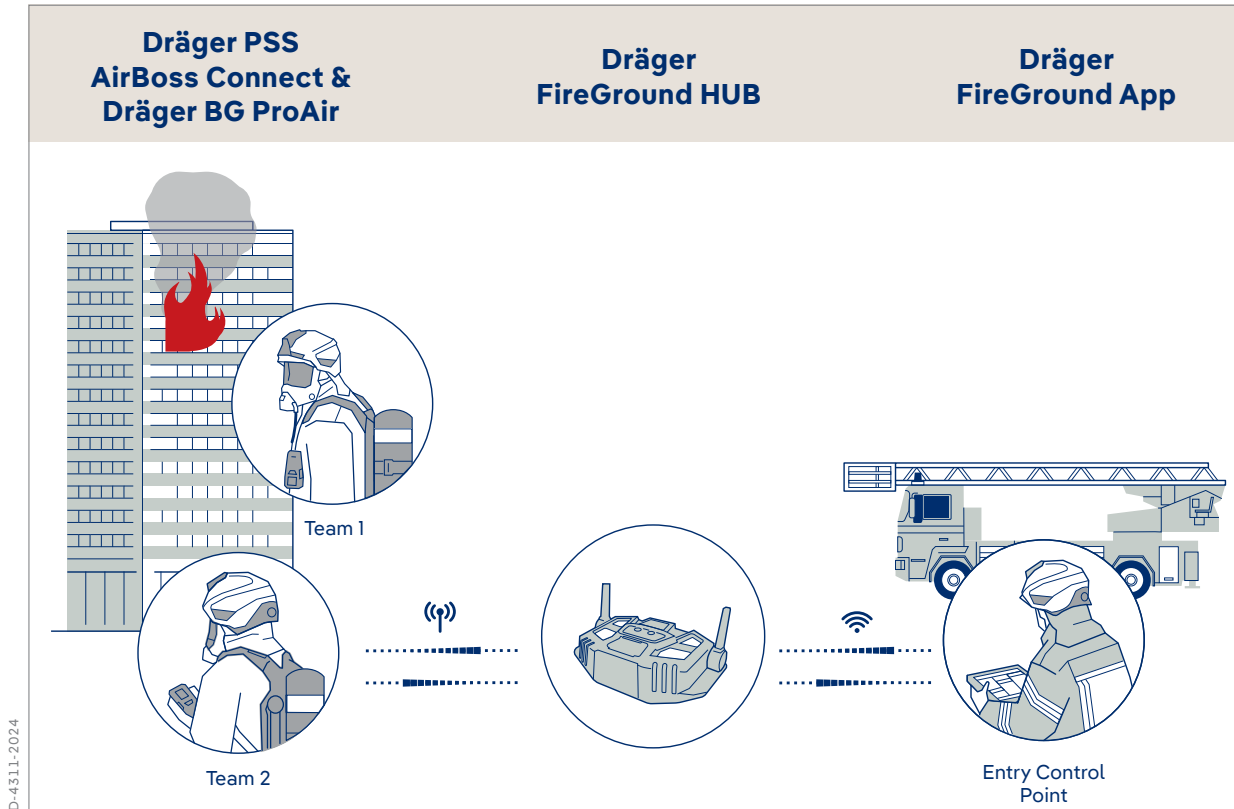 Dräger PSS
AirBoss Connect &
Dräger BG ProAir
Dräger
FireGround HUB
Dräger
FireGround App
Team 1
Team 2
Entry Control
Point
D-4311-2024